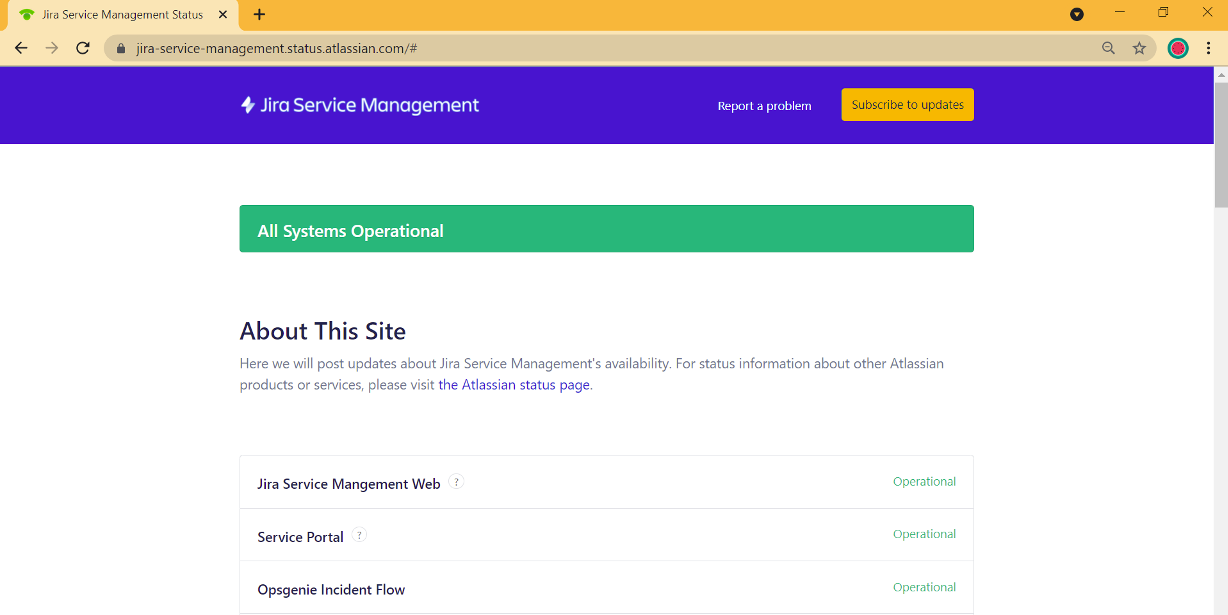 Jira Service Management Status
jira-service-management.status.atlassian.com/#
Jira Service Management
Report a problem
Subscribe to updates
All Systems Operational
About This Site
Here we will post updates about Jira Service Management's availability. For status information about other Atlassian
products or services, please visit the Atlassian status page.
Jira Service Mangement Web ?
Operational
Service Portal ?
Operational
Opsgenie Incident Flow
Operational